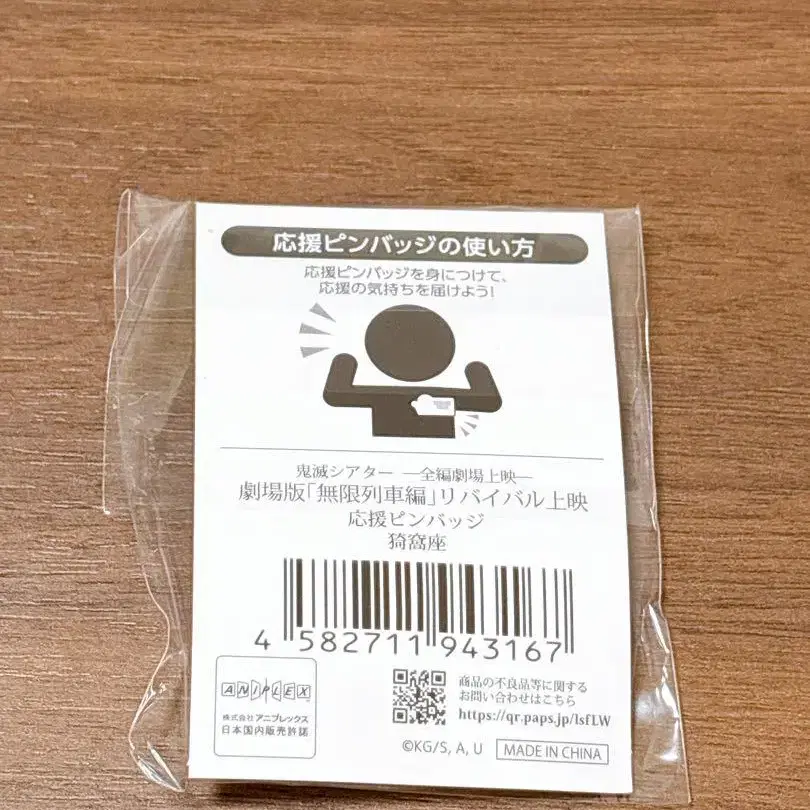 応援ピンバッジの使い方
応援ピンバッジを身につけて、
応援の気持ちを届けよう!
鬼滅シアター ―全編劇場上映―
劇場版「無限列車編」リバイバル上映
応援ピンバッジ
猗窩座
4 582711 943167
ANIPLEX
株式会社 アニプレックス
日本国内販売許諾
商品の不良品等に関する
お問い合わせはこちら
https://qr.paps.jp/lsfLW
©KG/S, A, U
MADE IN CHINA